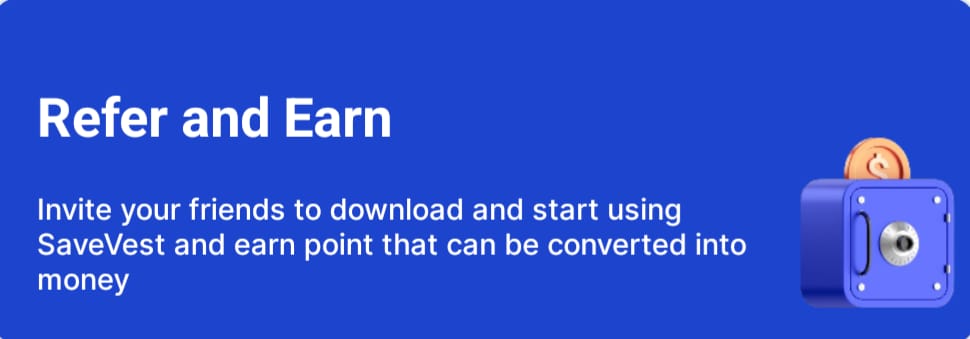 Refer and Earn
Invite your friends to download and start using
SaveVest and earn point that can be converted into
money